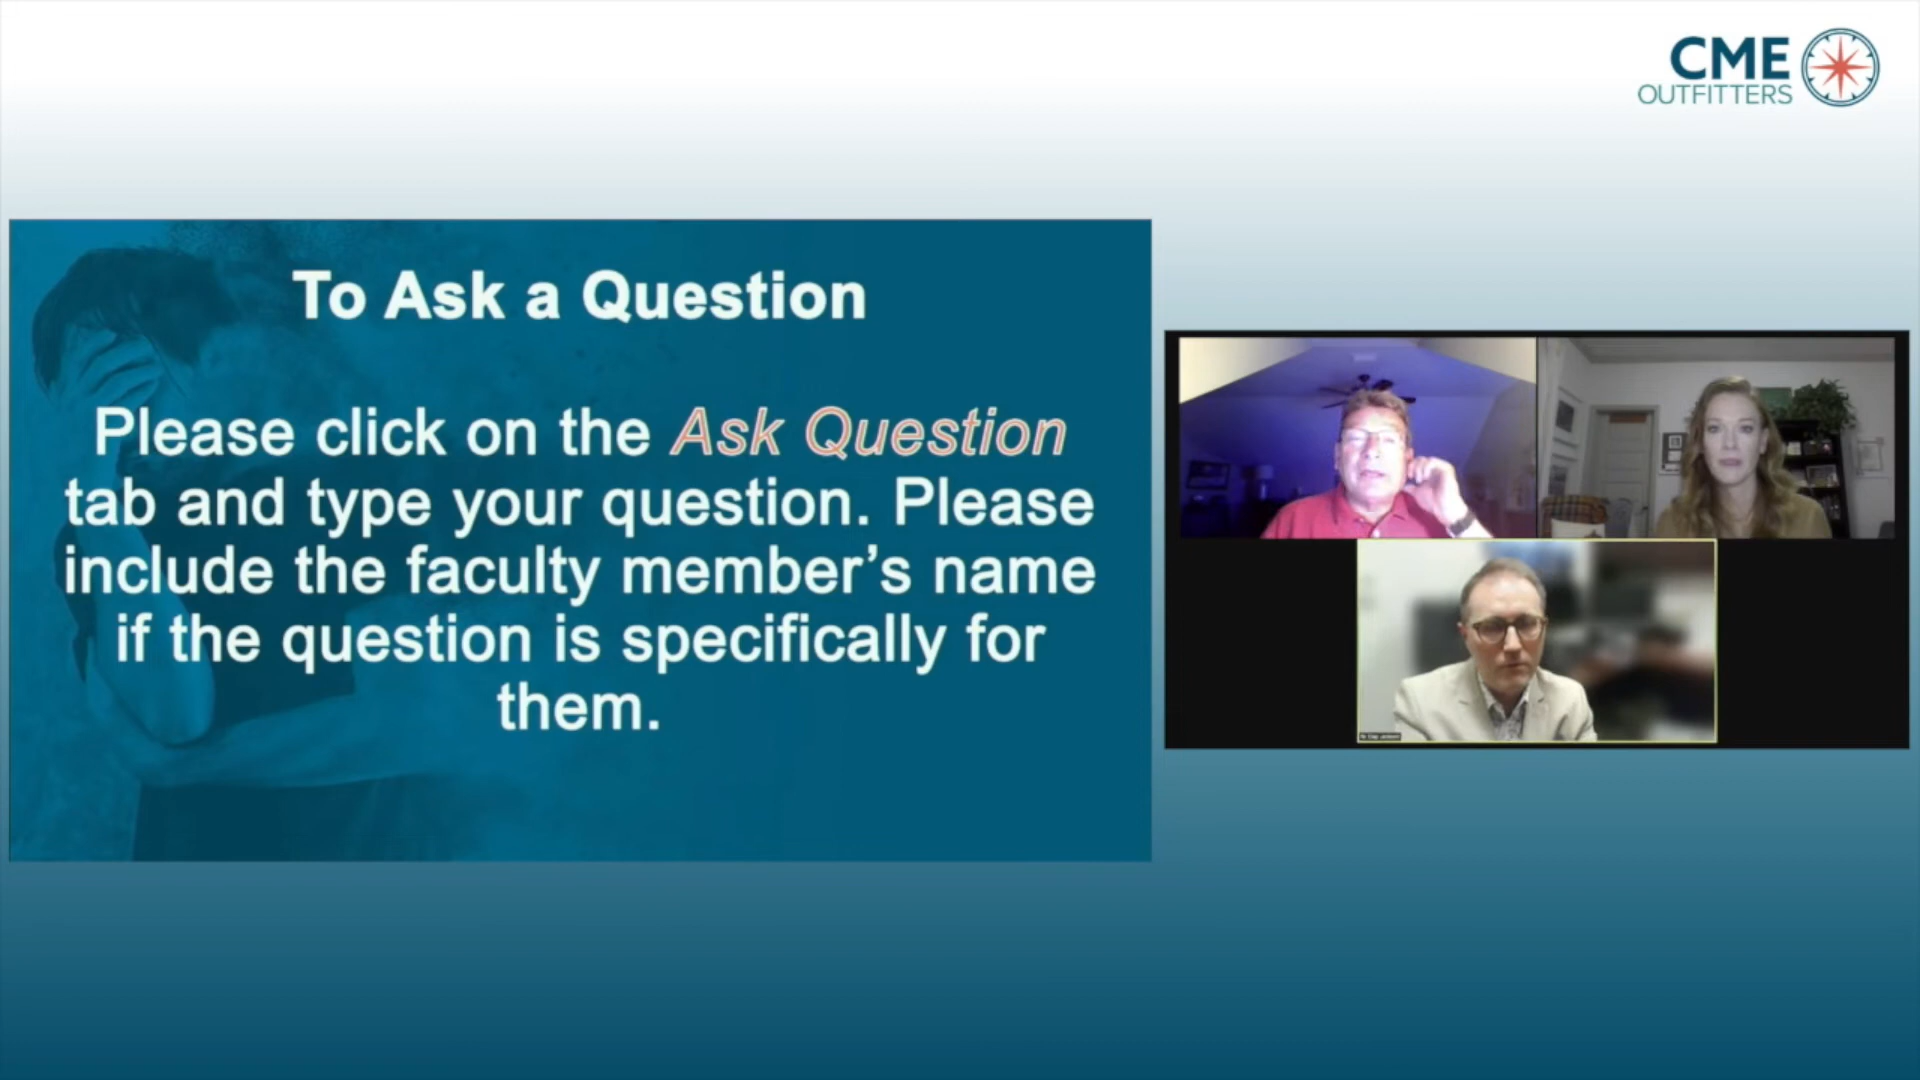 CME
OUTFITTERS
To Ask a Question
Please click on the Ask Question
tab and type your question. Please
include the faculty member’s name
if the question is specifically for
them.